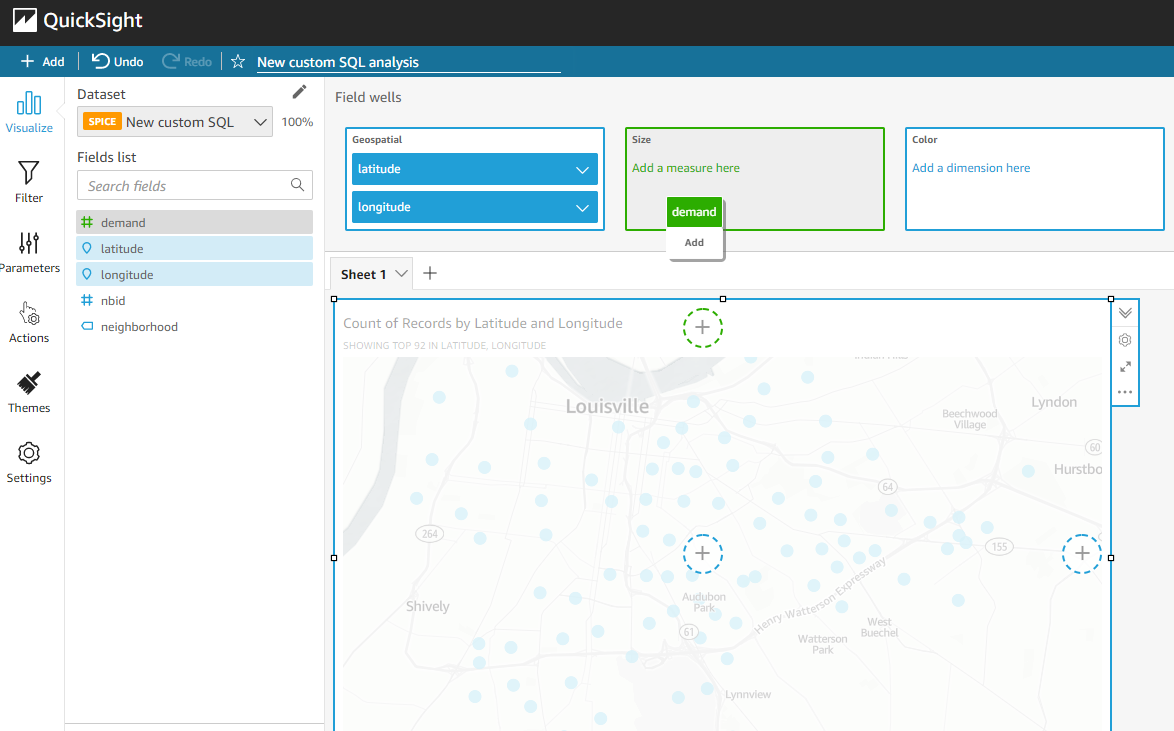 QuickSight
Add
Undo
Redo
New custom SQL analysis
Visualize
Filter
Parameters
Actions
Themes
Settings
Dataset
SPICE New custom SQL 100%
Fields list
Search fields
demand
latitude
longitude
nbid
neighborhood
Field wells
Geospatial
latitude
longitude
Size
Add a measure here
demand
Add
Color
Add a dimension here
Sheet 1
Count of Records by Latitude and Longitude
SHOWING TOP 92 IN LATITUDE, LONGITUDE
Louisville
Lyndon
Beechwood
Village
60
Hurstbo
64
264
155
Shively
Audubon
Park
61
Henry Watterson Expressway
West
Buechel
Watterson
Park
Lynnview